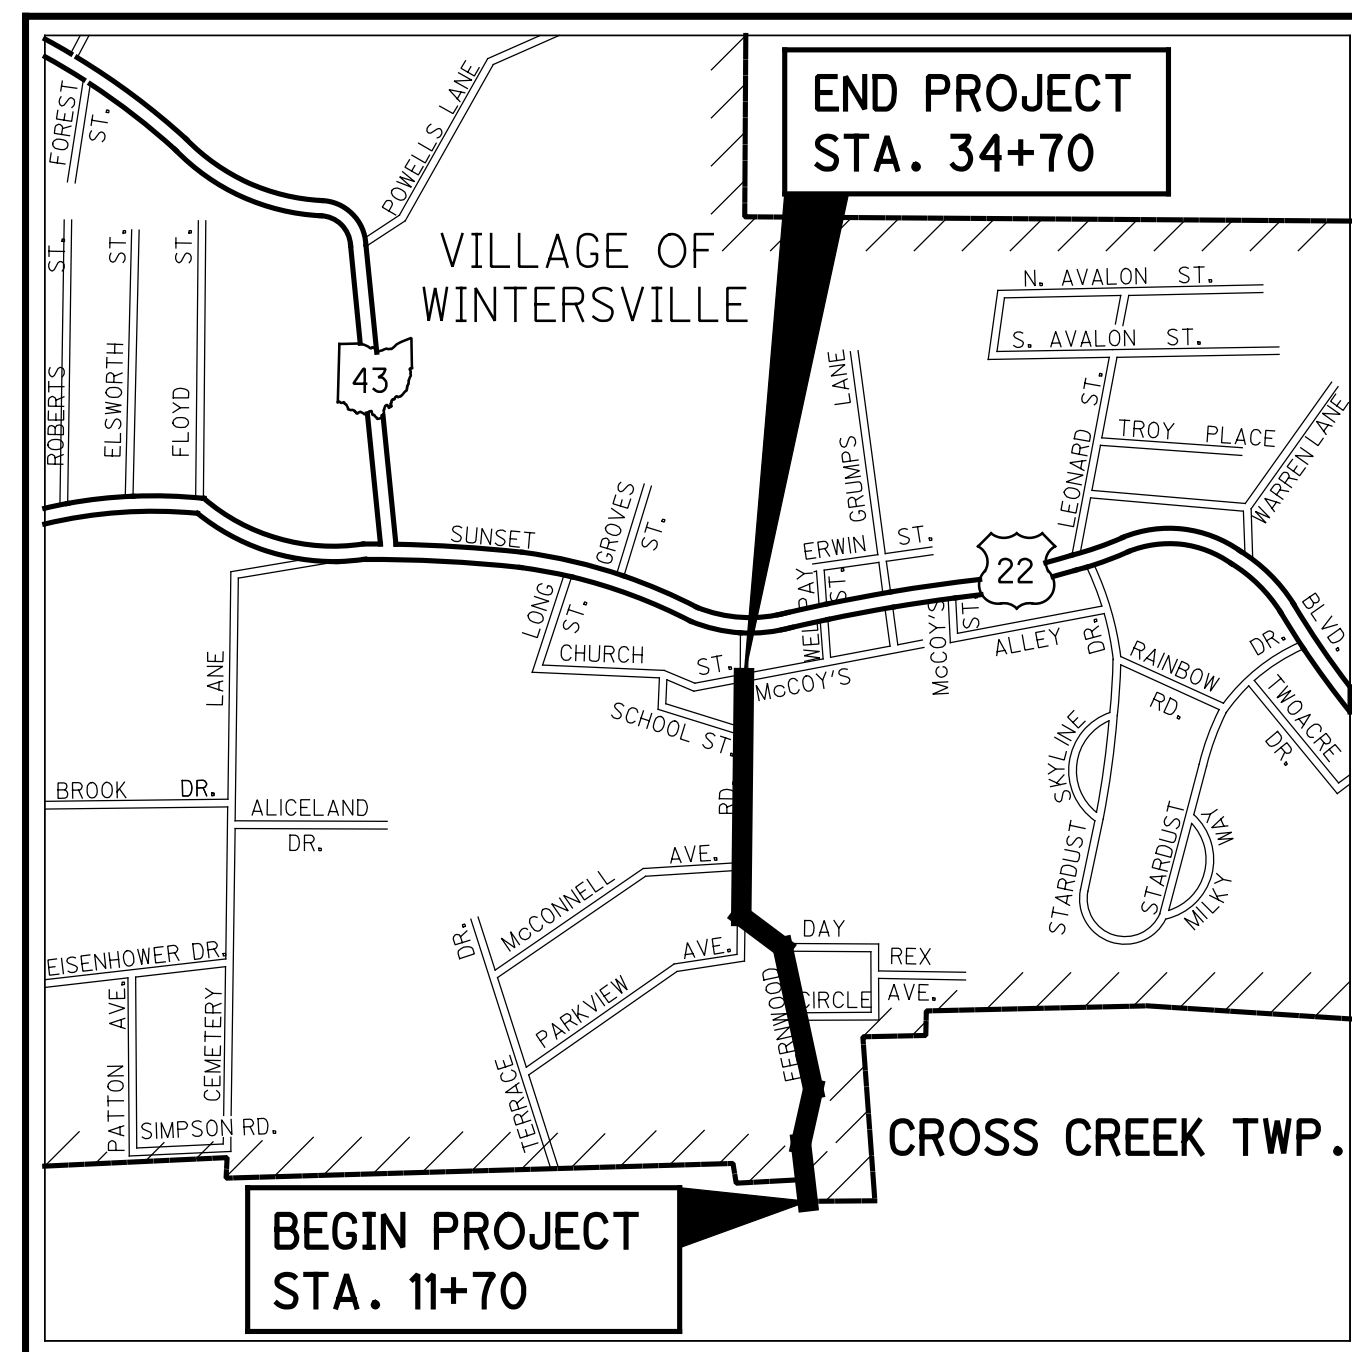 END PROJECT
STA. 34+70
FOREST
ST.
POWELLS LANE
VILLAGE OF
WINTERSVILLE
ROBERTS ST.
ELSWORTH ST.
FLOYD ST.
43
N. AVALON ST.
S. AVALON ST.
GRUMPS LANE
LEONARD ST.
TROY PLACE
WARREN LANE
SUNSET
GROVES
ST.
ERWIN ST.
22
BLVD.
LONG
ST.
CHURCH ST.
McCOY'S
ALLEY
McCOY'S
ST.
ST.
DR.
RAINBOW
RD.
DR.
TWOACRE
DR.
SCHOOL ST.
LANE
BROOK DR.
ALICELAND
DR.
RD.
SKYLINE
STARDUST
STARDUST
MILKY
WAY
McCONNELL AVE.
DR.
PARKVIEW AVE.
TERRACE
DAY
CIRCLE
REX
AVE.
FERNWOOD
EISENHOWER DR.
PATTON AVE.
CEMETERY
SIMPSON RD.
CROSS CREEK TWP.
BEGIN PROJECT
STA. 11+70